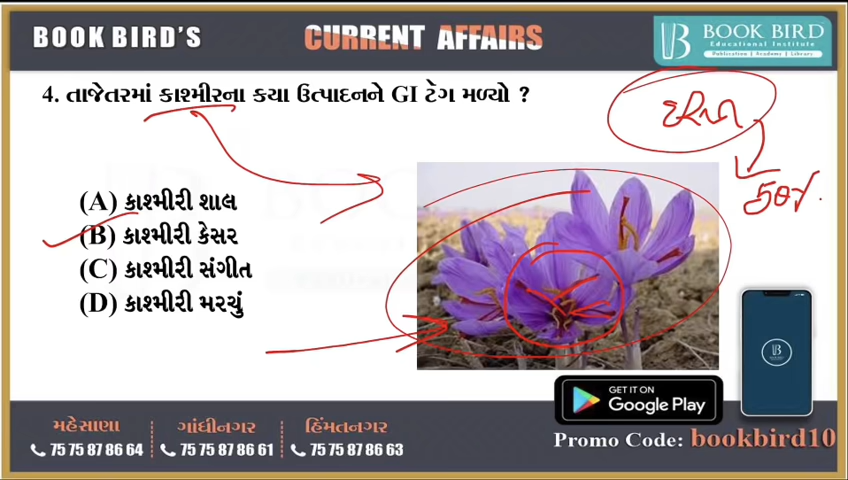 BOOK BIRD'S
CURRENT AFFAIRS
BOOK BIRD
Educational Institute
Publication | Academy | Library
4. તાજેતરમાં કાશ્મીરના કયા ઉત્પાદનને GI ટેગ મળ્યો ?
(A) કાશ્મીરી શાલ
(B) કાશ્મીરી કેસર
(C) કાશ્મીરી સંગીત
(D) કાશ્મીરી મરચું
GET IT ON
Google Play
મહેસાણા
75 75 87 86 64
ગાંધીનગર
75 75 87 86 61
હિંમતનગર
75 75 87 86 63
Promo Code: bookbird10